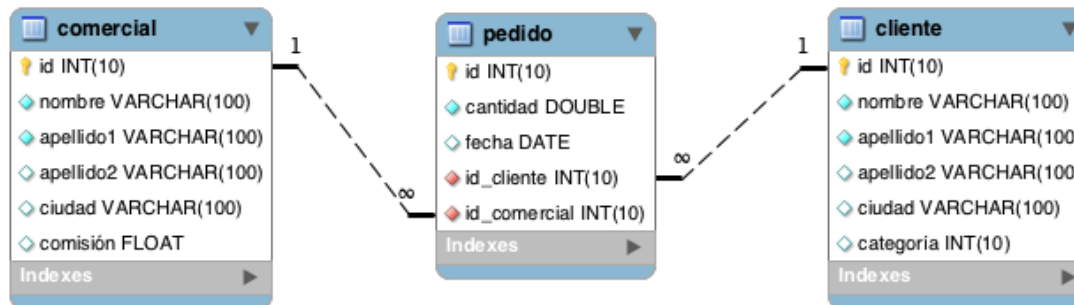 comercial
id INT(10)
nombre VARCHAR(100)
apellido1 VARCHAR(100)
apellido2 VARCHAR(100)
ciudad VARCHAR(100)
comisión FLOAT
Indexes
1
∞
pedido
id INT(10)
cantidad DOUBLE
fecha DATE
id_cliente INT(10)
id_comercial INT(10)
Indexes
∞
1
cliente
id INT(10)
nombre VARCHAR(100)
apellido1 VARCHAR(100
apellido2 VARCHAR(100
ciudad VARCHAR(100)
categoría INT(10)
Indexes